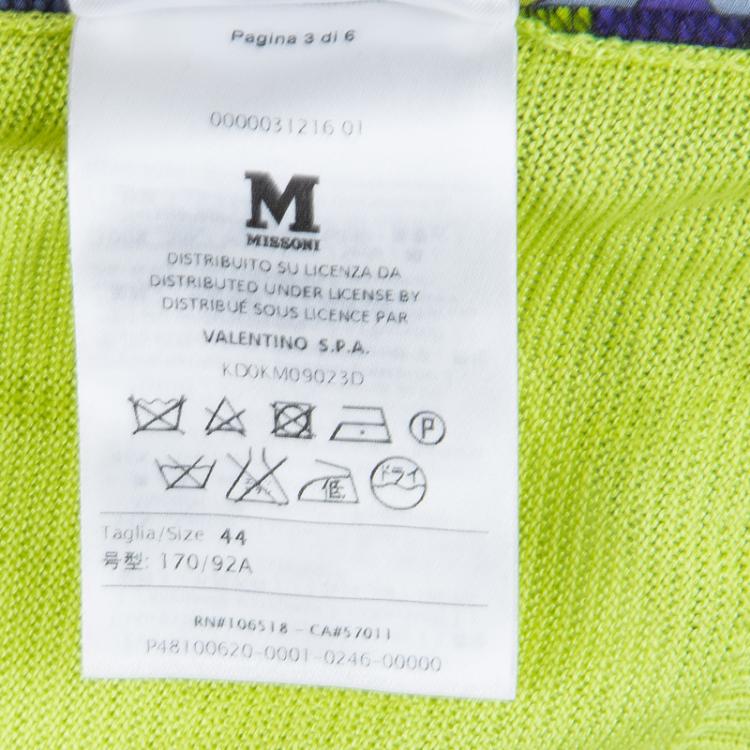 Pagina 3 di 6
0000031216 01
M
MISSONI
DISTRIBUITO SU LICENZA DA
DISTRIBUTED UNDER LICENSE BY
DISTRIBUÉ SOUS LICENCE PAR
VALENTINO S.P.A.
KD0KM09023D
P
低 ドライ
Taglia/Size 44
号型: 170/92A
RN#106518 - CA#57011
P48100620-0001-0246-00000